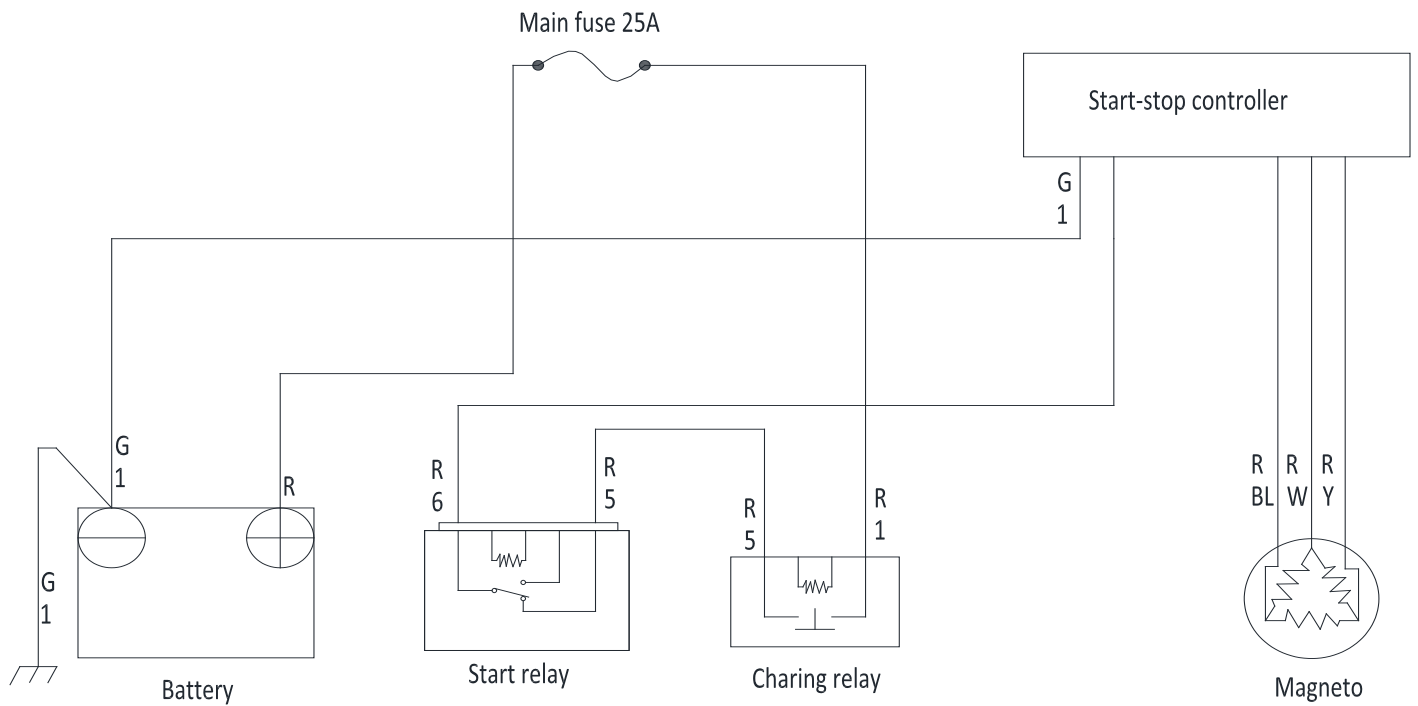 Main fuse 25A
Start-stop controller
G
1
G
1
R
R
6
R
5
R
5
R
1
R
BL
R
W
R
Y
G
1
Battery
Start relay
Charing relay
Magneto